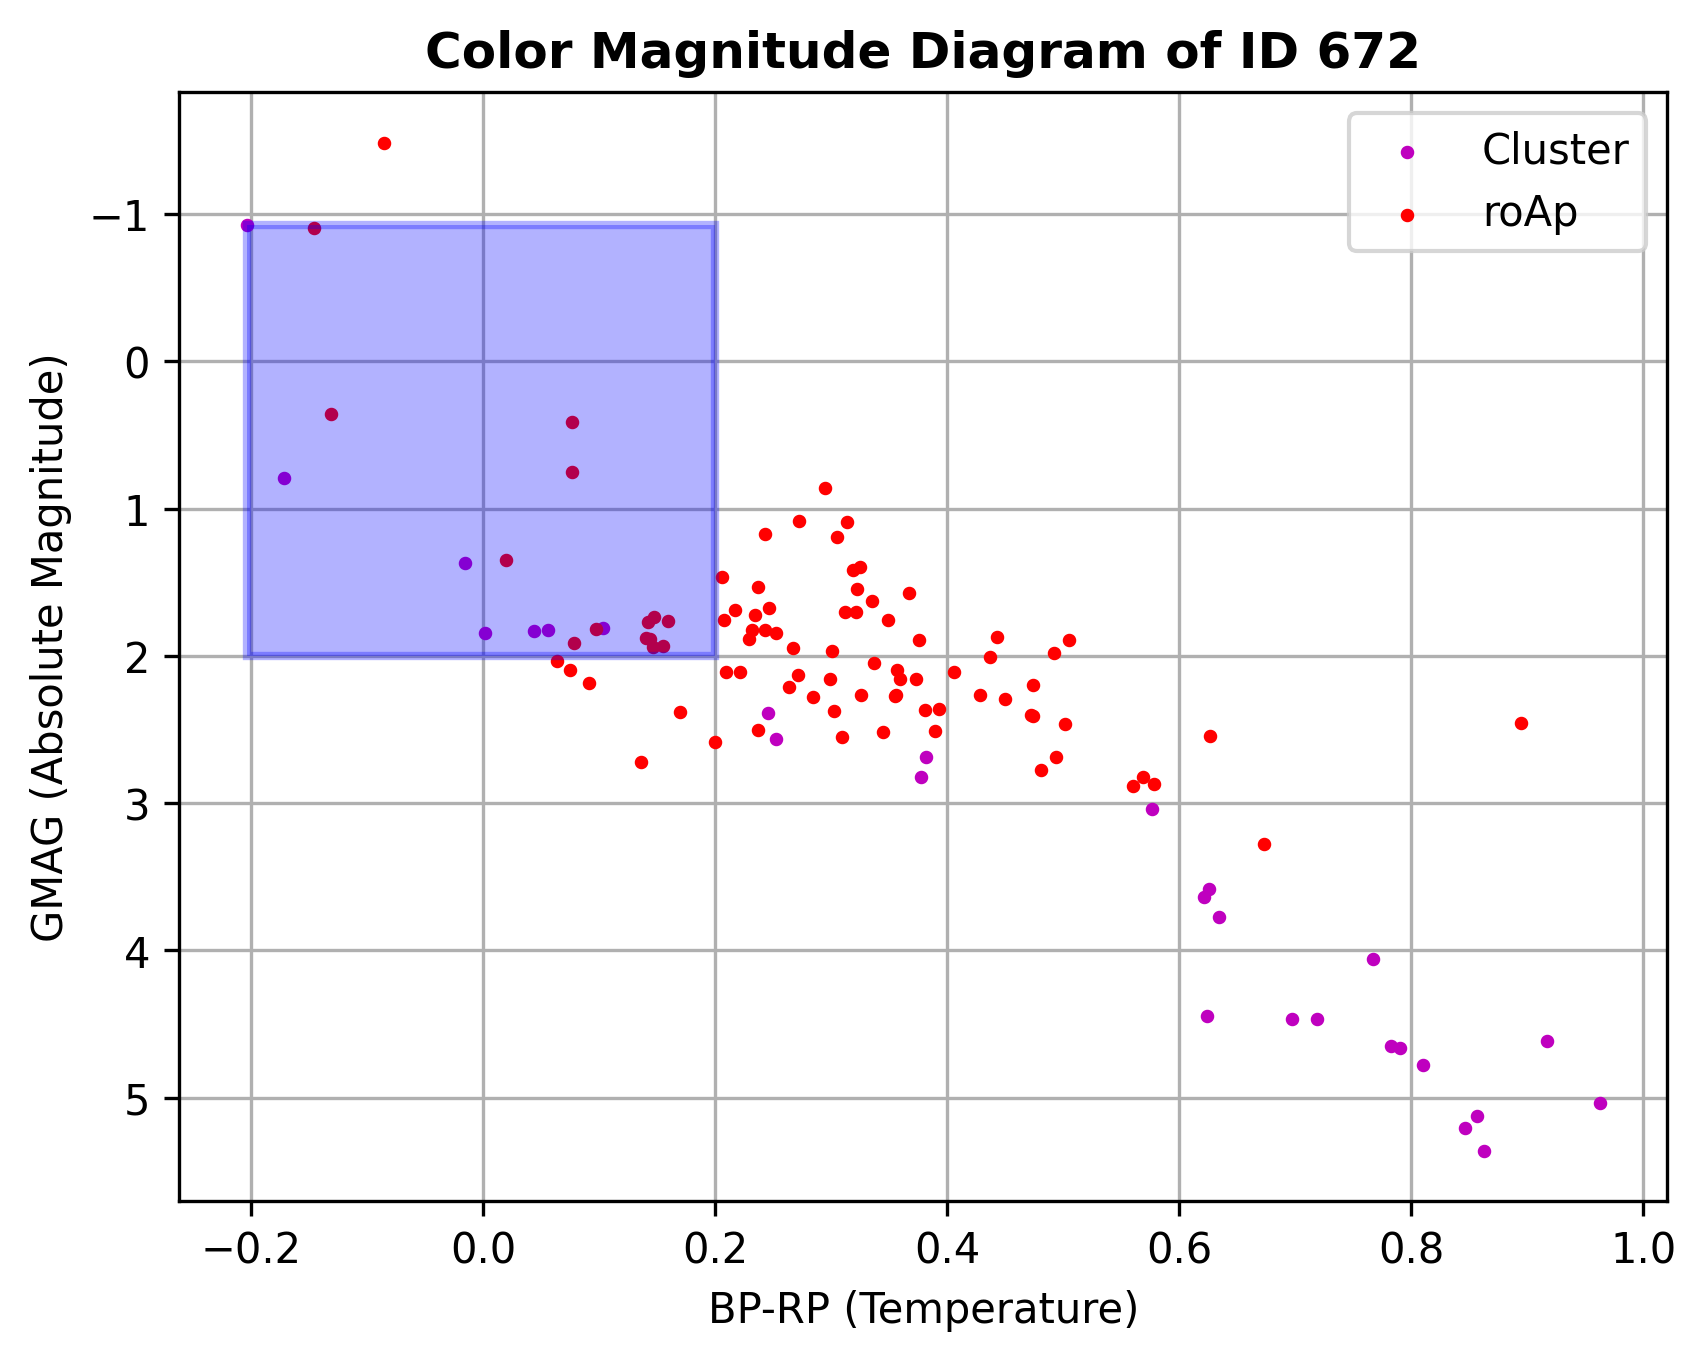 Color Magnitude Diagram of ID 672
Cluster
roAp
GMAG (Absolute Magnitude)
−1
0
1
2
3
4
5
−0.2 0.0 0.2 0.4 0.6 0.8 1.0
BP-RP (Temperature)